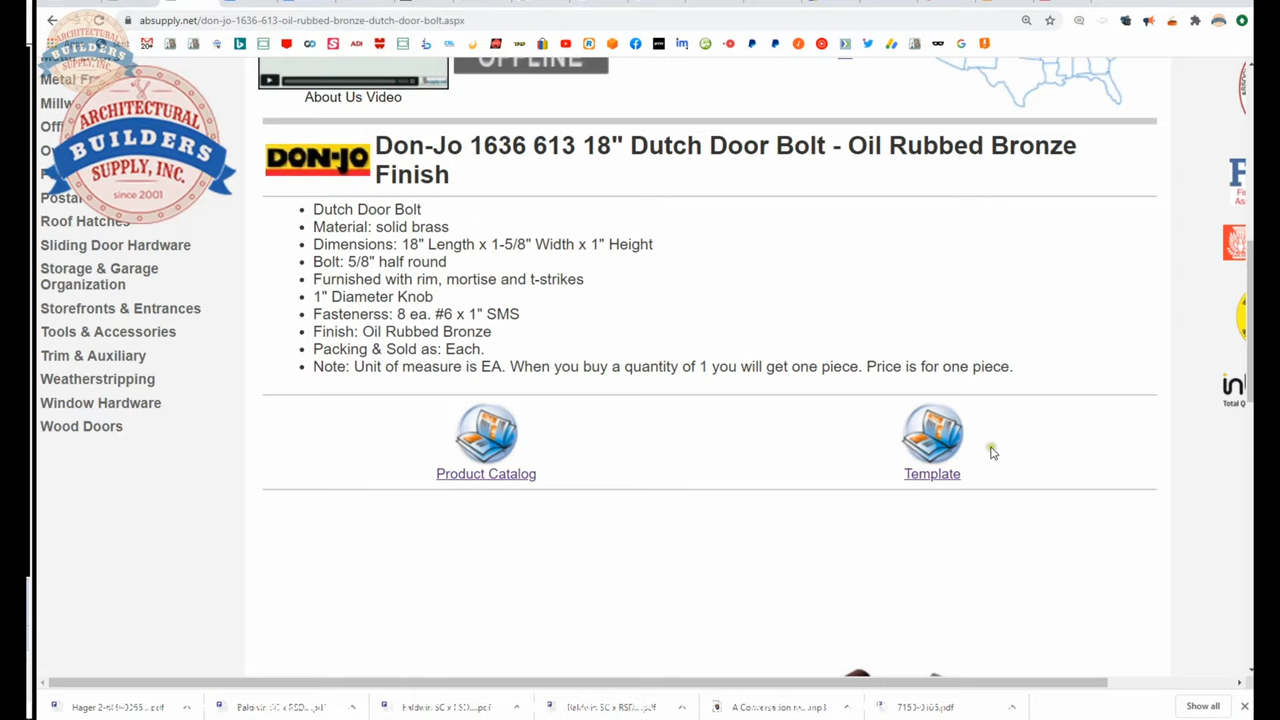 absupply.net/don-jo-1636-613-oil-rubbed-bronze-dutch-door-bolt.aspx
OFFLINE
About Us Video
ARCHITECTURAL
BUILDERS
SUPPLY, INC.
since 2001
Roof Hatches
Sliding Door Hardware
Storage & Garage
Organization
Storefronts & Entrances
Tools & Accessories
Trim & Auxiliary
Weatherstripping
Window Hardware
Wood Doors
DON-JO
Don-Jo 1636 613 18" Dutch Door Bolt - Oil Rubbed Bronze
Finish
Dutch Door Bolt
Material: solid brass
Dimensions: 18" Length x 1-5/8" Width x 1" Height
Bolt: 5/8" half round
Furnished with rim, mortise and t-strikes
1" Diameter Knob
Fastenerss: 8 ea. #6 x 1" SMS
Finish: Oil Rubbed Bronze
Packing & Sold as: Each.
Note: Unit of measure is EA. When you buy a quantity of 1 you will get one piece. Price is for one piece.
Product Catalog
Template
Show all